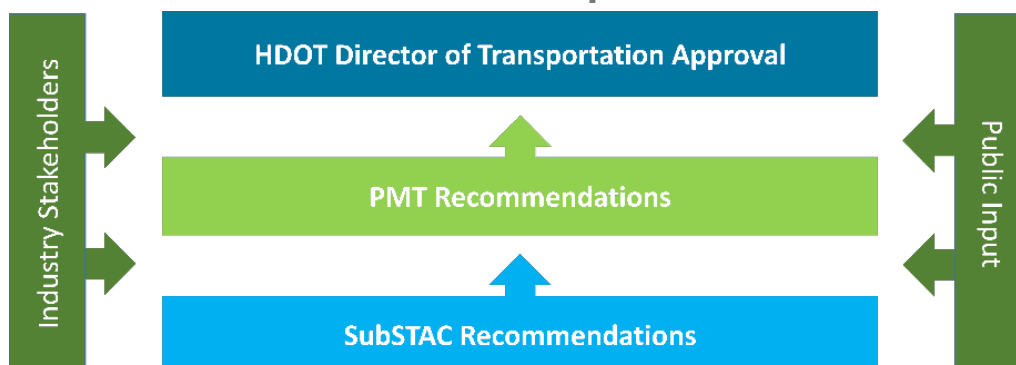 HDOT Director of Transportation Approval
Industry Stakeholders
PMT Recommendations
Public Input
SubSTAC Recommendations